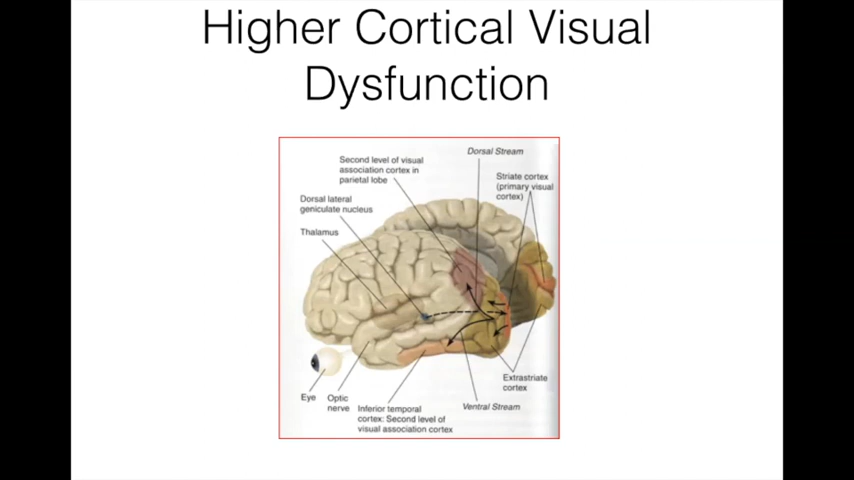 Higher Cortical Visual
Dysfunction
Dorsal Stream
Second level of visual
association cortex in
parietal lobe
Striate cortex
(primary visual
cortex)
Dorsal lateral
geniculate nucleus
Thalamus
Extrastriate
cortex
Eye
Optic
nerve
Inferior temporal
cortex: Second level of
visual association cortex
Ventral Stream